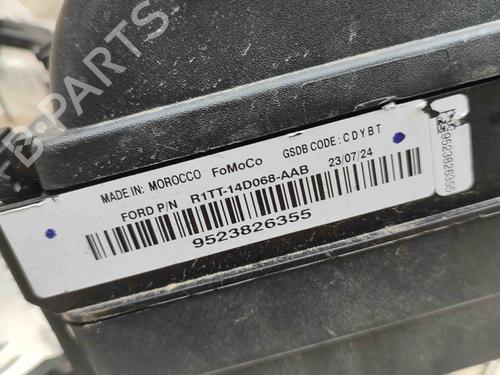 MADE IN: MOROCCO FoMoCo GSDB CODE: CDYBT
FORD P/N R1TT-14D068-AAB 23/07/24
9523826355
9523826355
B-PARTS